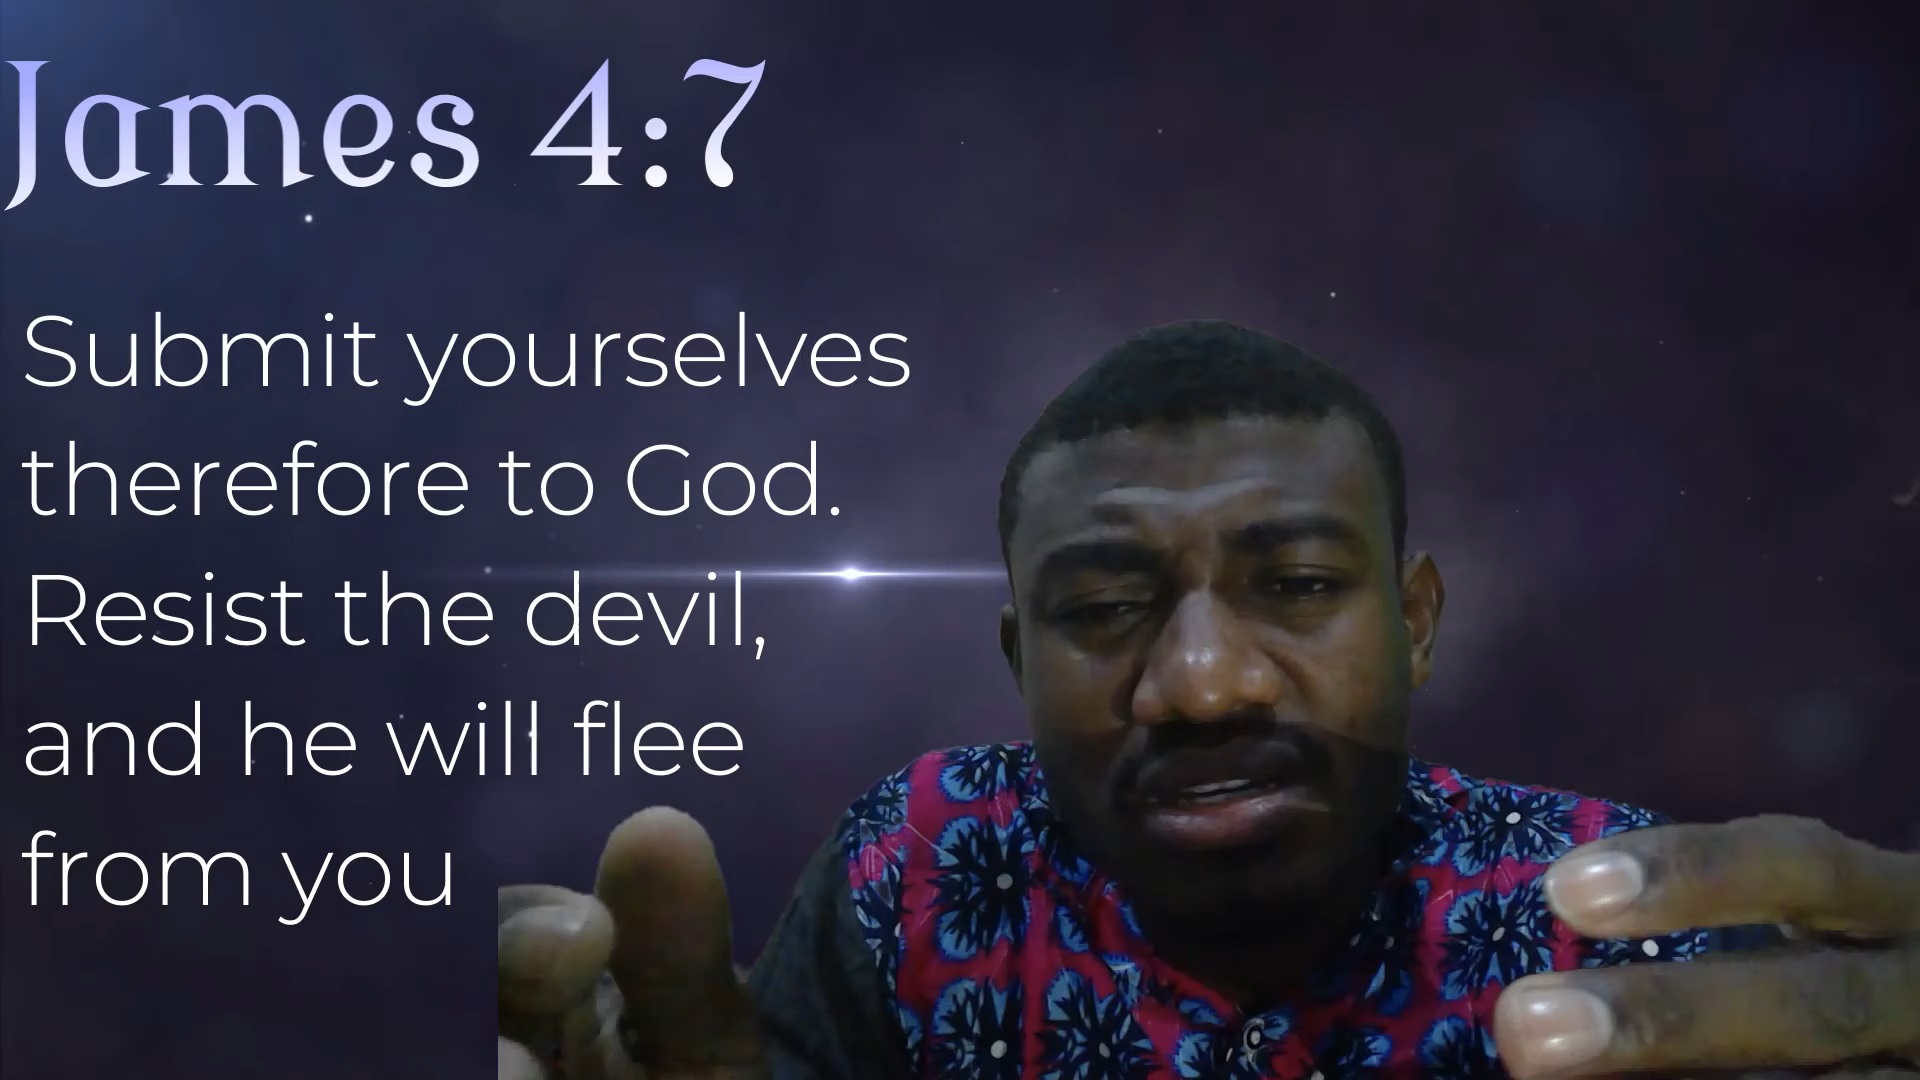 James 4:7
Submit yourselves
therefore to God.
Resist the devil,
and he will flee
from you